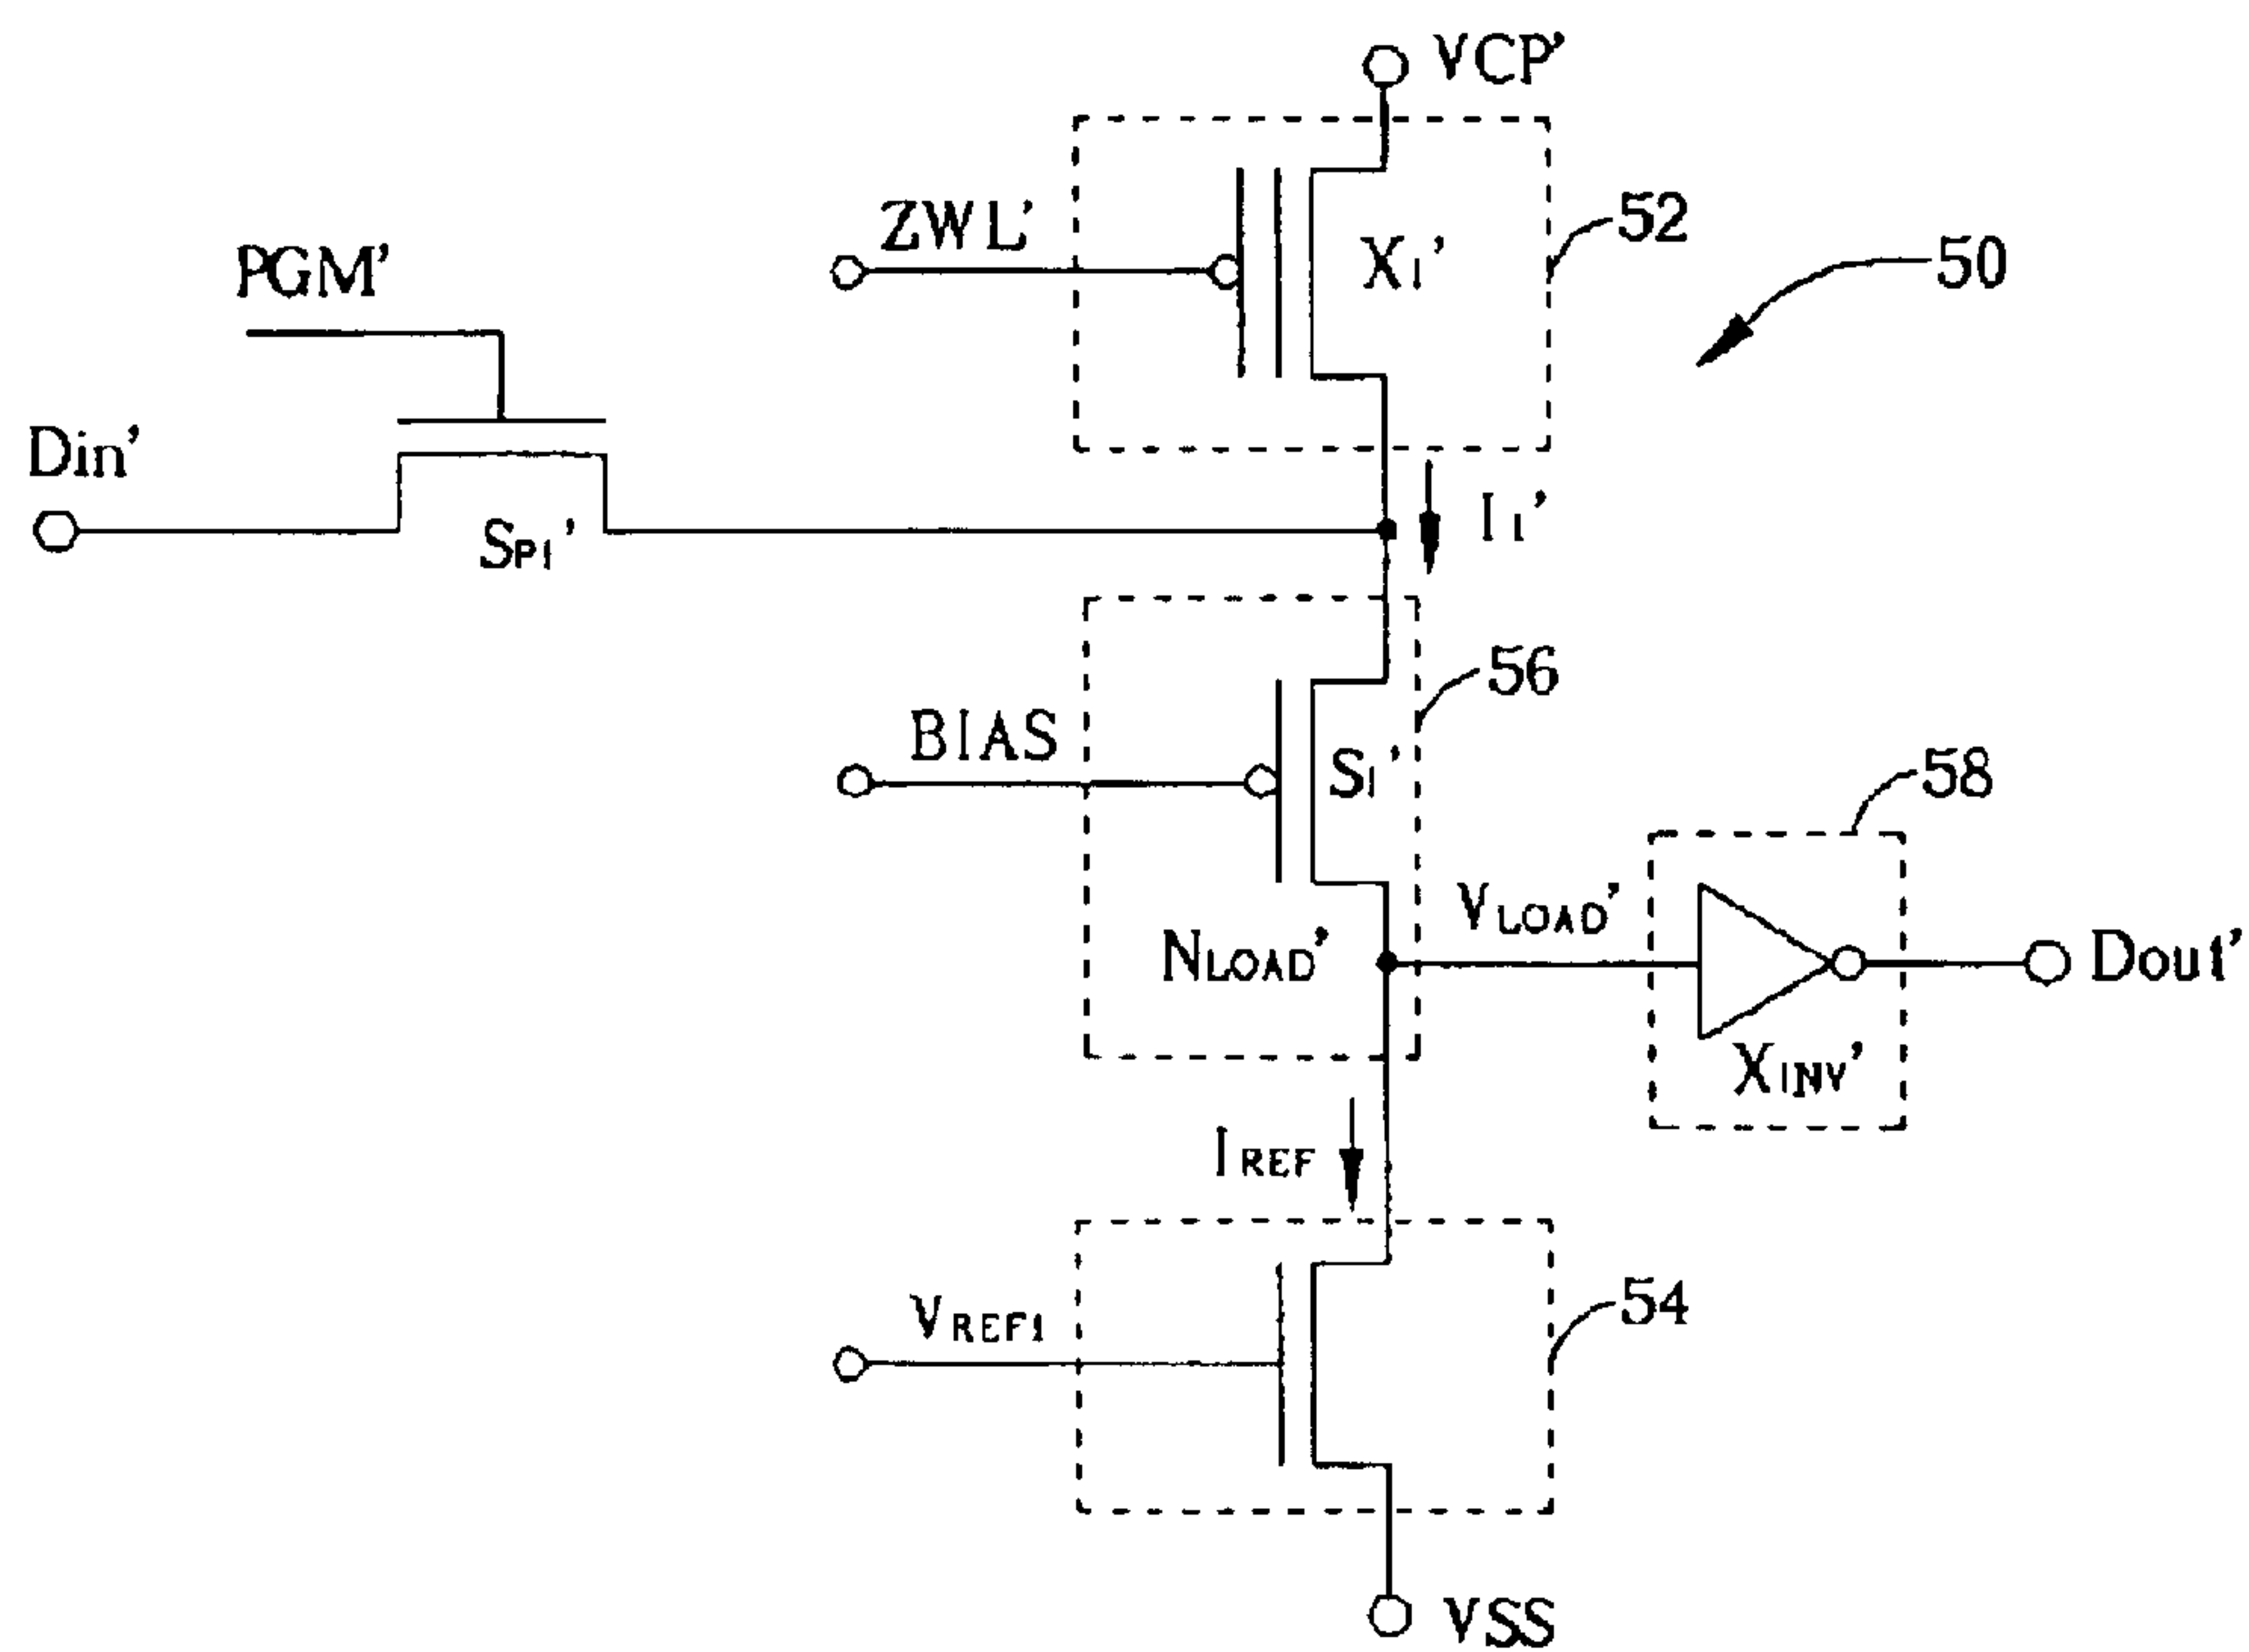 VCP'
ZWL'
X1'
52
50
PGM'
Din'
SP1'
I1'
BIAS
S1'
56
58
NLOAD'
VLOAD'
Dout'
XINV'
IREF
VREF1
54
VSS